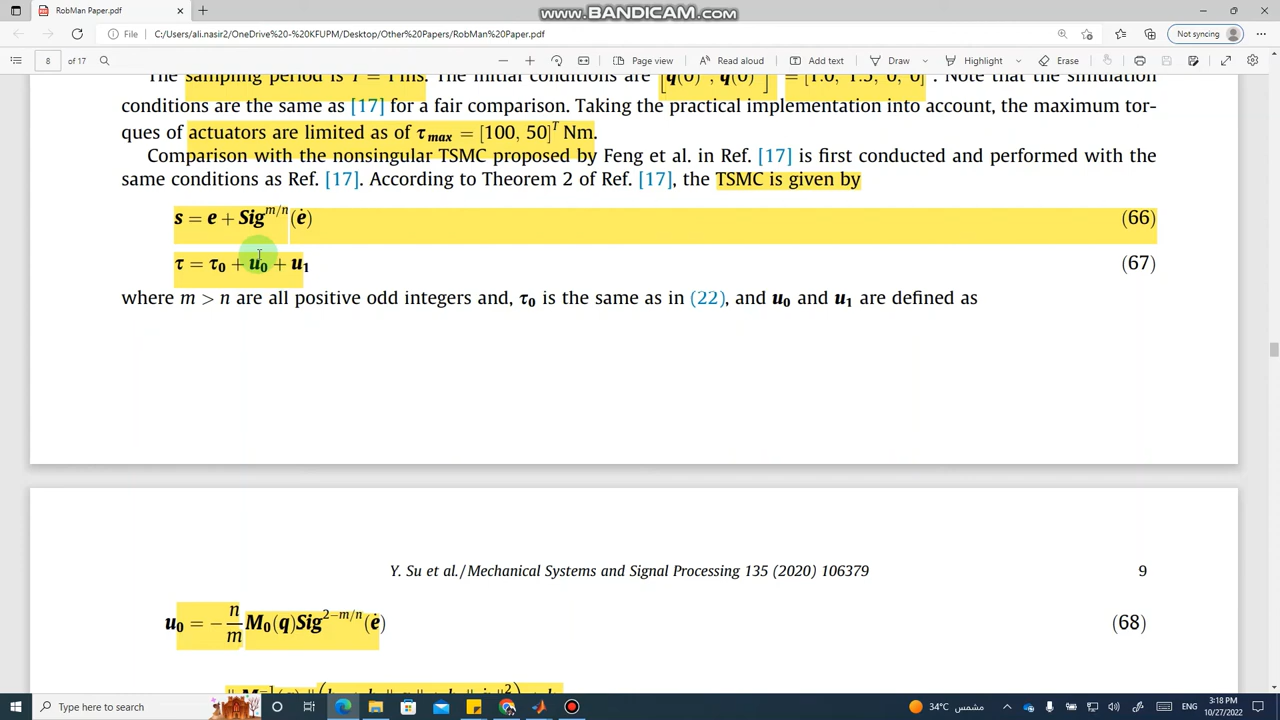 www.BANDICAM.com
RobMan Paper.pdf
File
C:/Users/ali.nasir2/OneDrive%20-%20KFUPM/Desktop/Other%20Papers/RobMan%20Paper.pdf
Not syncing
8 of 17
Page view
Add text
Read aloud
Draw
Highlight
Erase
The sampling period is T = 1 ms. The initial conditions are = [1.0, 1.5, 0, 0] . Note that the simulation
conditions are the same as [17] for a fair comparison. Taking the practical implementation into account, the maximum tor-
ques of actuators are limited as of τmax = [100, 50]ᵀ Nm.
Comparison with the nonsingular TSMC proposed by Feng et al. in Ref. [17] is first conducted and performed with the
same conditions as Ref. [17]. According to Theorem 2 of Ref. [17], the TSMC is given by
s = e + Sig^m/n(ė) (66)
τ = τ₀ + u₀ + u₁ (67)
where m > n are all positive odd integers and, τ₀ is the same as in (22), and u₀ and u₁ are defined as
Y. Su et al./Mechanical Systems and Signal Processing 135 (2020) 106379 9
u₀ = −n/m M₀(q)Sig^2−m/n(ė) (68)
Type here to search
34°C
مشمس
ENG
3:18 PM
10/27/2022